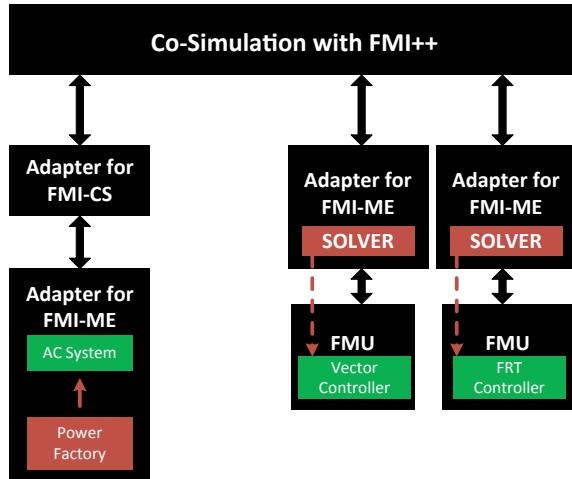 Co-Simulation with FMI++
Adapter for
FMI-CS
Adapter for
FMI-ME
AC System
Power
Factory
Adapter for
FMI-ME
SOLVER
FMU
Vector
Controller
Adapter for
FMI-ME
SOLVER
FMU
FRT
Controller